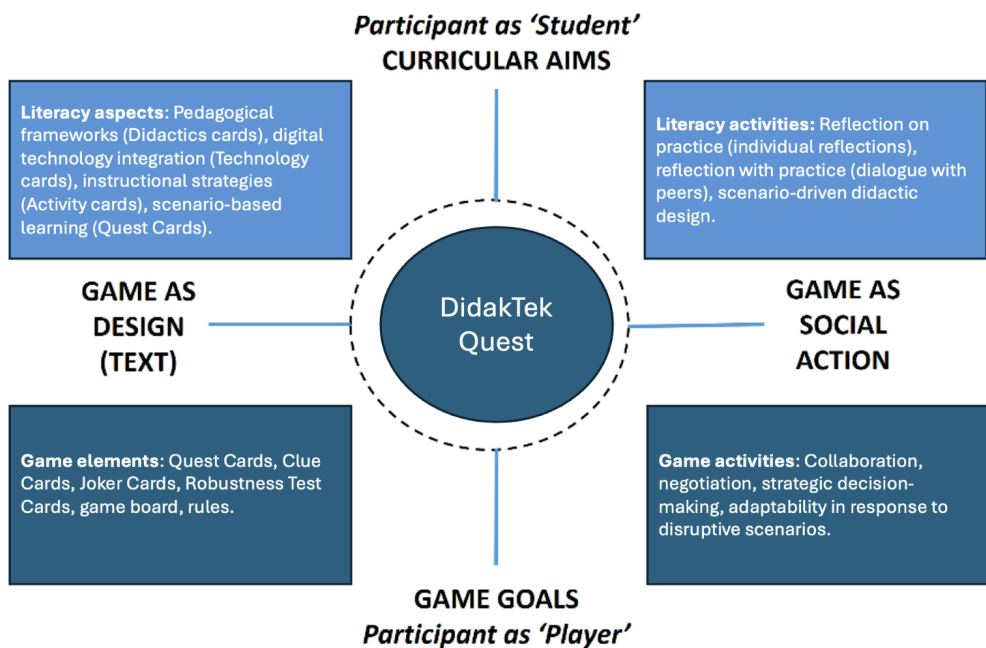 Participant as ‘Student’
CURRICULAR AIMS
Literacy aspects: Pedagogical
frameworks (Didactics cards), digital
technology integration (Technology
cards), instructional strategies
(Activity cards), scenario-based
learning (Quest Cards).
Literacy activities: Reflection on
practice (individual reflections),
reflection with practice (dialogue with
peers), scenario-driven didactic
design.
GAME AS
DESIGN
(TEXT)
DidakTek
Quest
GAME AS
SOCIAL
ACTION
Game elements: Quest Cards, Clue
Cards, Joker Cards, Robustness Test
Cards, game board, rules.
Game activities: Collaboration,
negotiation, strategic decision-
making, adaptability in response to
disruptive scenarios.
GAME GOALS
Participant as ‘Player’